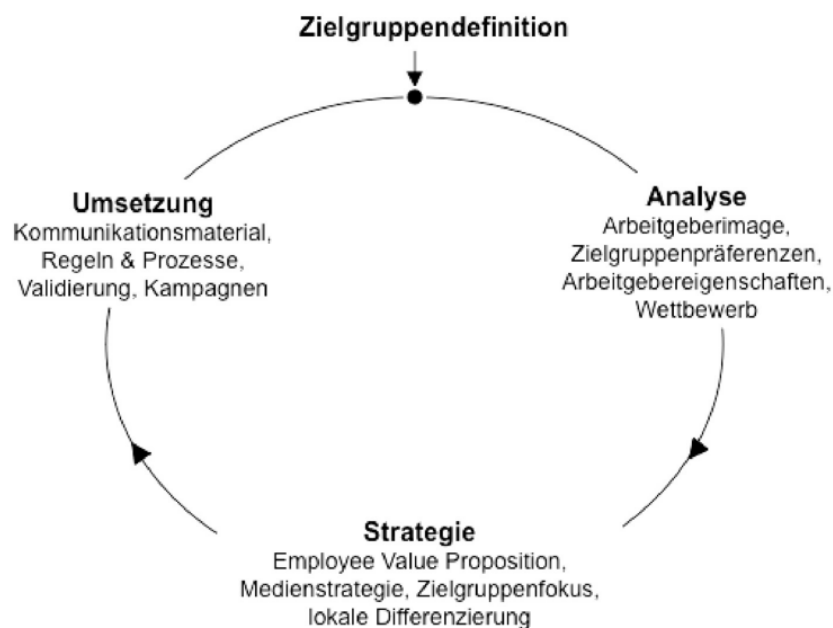 Zielgruppendefinition
Analyse
Arbeitgeberimage,
Zielgruppenpräferenzen,
Arbeitgebereigenschaften,
Wettbewerb
Strategie
Employee Value Proposition,
Medienstrategie, Zielgruppenfokus,
lokale Differenzierung
Umsetzung
Kommunikationsmaterial,
Regeln & Prozesse,
Validierung, Kampagnen